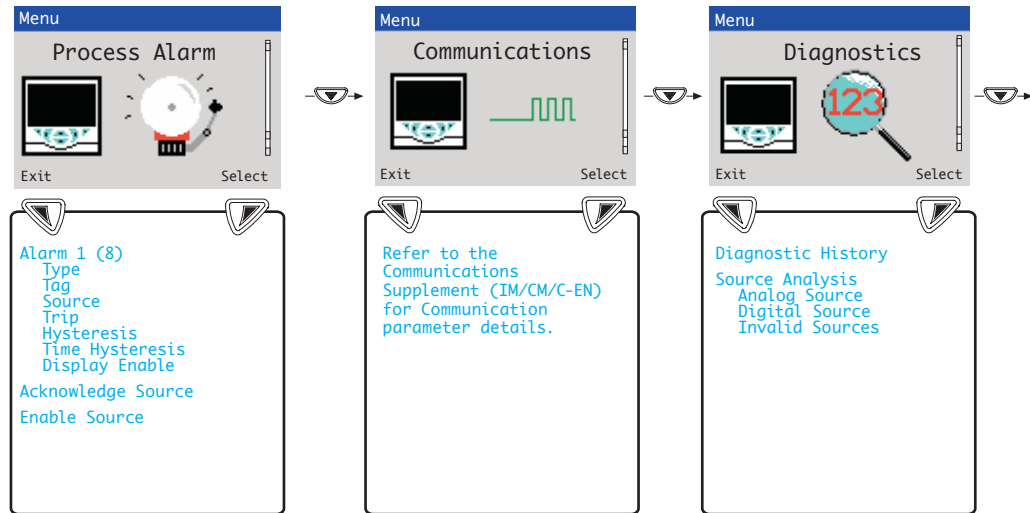 Menu
Process Alarm
Exit Select
Alarm 1 (8)
Type
Tag
Source
Trip
Hysteresis
Time Hysteresis
Display Enable
Acknowledge Source
Enable Source
Menu
Communications
Exit Select
Refer to the
Communications
Supplement (IM/CM/C-EN)
for Communication
parameter details.
Menu
Diagnostics
123
Exit Select
Diagnostic History
Source Analysis
Analog Source
Digital Source
Invalid Sources